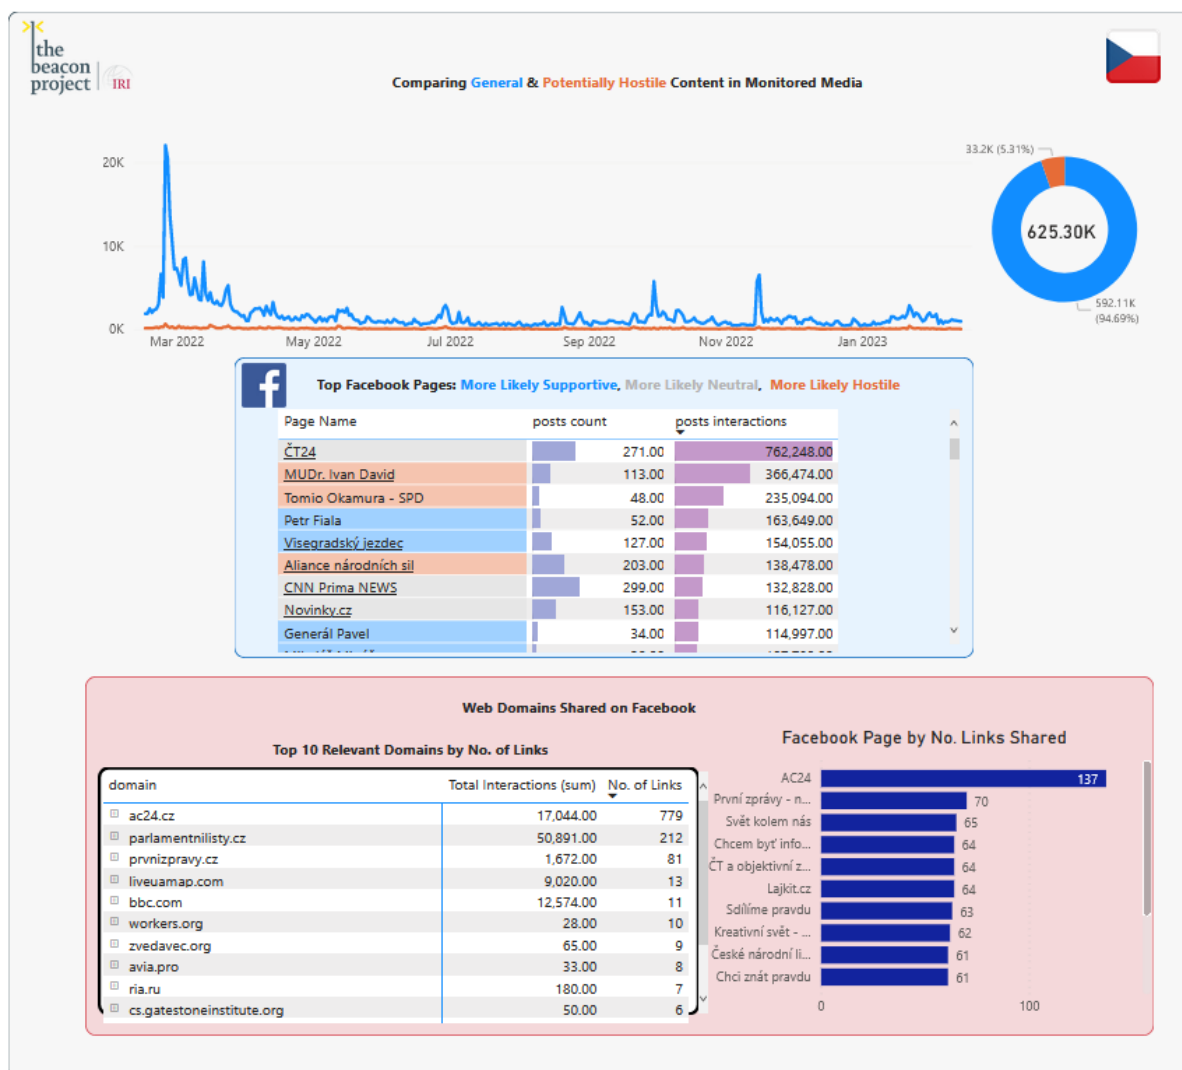 the
beacon
project IRI
Comparing General & Potentially Hostile Content in Monitored Media
20K
10K
0K
Mar 2022 May 2022 Jul 2022 Sep 2022 Nov 2022 Jan 2023
33.2K (5.31%)
625.30K
592.11K
(94.69%)
Top Facebook Pages: More Likely Supportive, More Likely Neutral, More Likely Hostile
Page Name posts count posts interactions
ČT24 271.00 762,248.00
MUDr. Ivan David 113.00 366,474.00
Tomio Okamura - SPD 48.00 235,094.00
Petr Fiala 52.00 163,649.00
Visegradský jezdec 127.00 154,055.00
Aliance národních sil 203.00 138,478.00
CNN Prima NEWS 299.00 132,828.00
Novinky.cz 153.00 116,127.00
Generál Pavel 34.00 114,997.00
Web Domains Shared on Facebook
Top 10 Relevant Domains by No. of Links
domain Total Interactions (sum) No. of Links
ac24.cz 17,044.00 779
parlamentnilisty.cz 50,891.00 212
prvnizpravy.cz 1,672.00 81
liveuamap.com 9,020.00 13
bbc.com 12,574.00 11
workers.org 28.00 10
zvedavec.org 65.00 9
avia.pro 33.00 8
ria.ru 180.00 7
cs.gatestoneinstitute.org 50.00 6
Facebook Page by No. Links Shared
AC24 137
První zprávy - n... 70
Svět kolem nás 65
Chcem byť info... 64
ČT a objektivní z... 64
Lajkit.cz 64
Sdílíme pravdu 63
Kreativní svět - ... 62
České národní li... 61
Chci znát pravdu 61
0 100